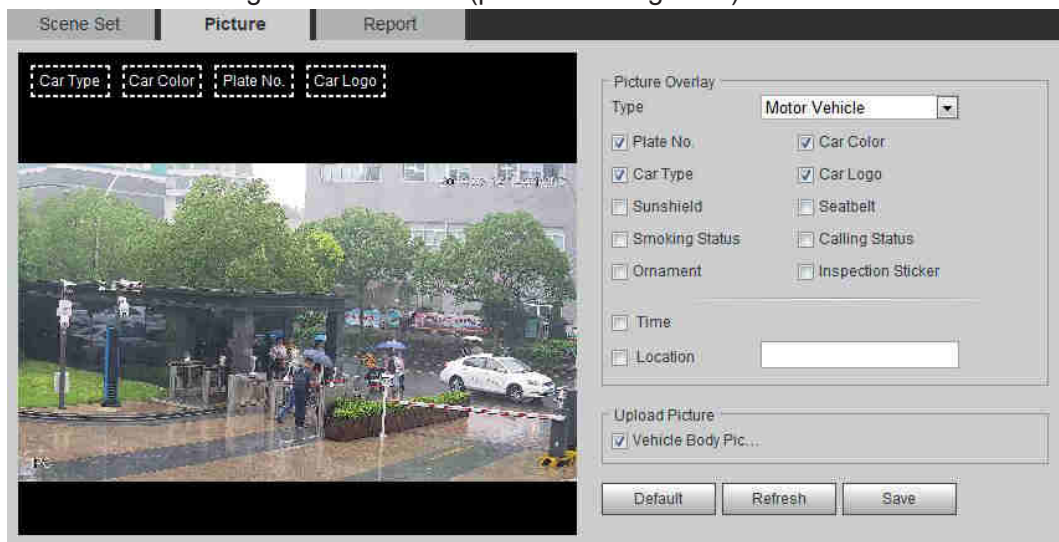 Scene Set Picture Report
Car Type Car Color Plate No. Car Logo
Picture Overlay
Type Motor Vehicle
Plate No. Car Color
Car Type Car Logo
Sunshield Seatbelt
Smoking Status Calling Status
Ornament Inspection Sticker
Time
Location
Upload Picture
Vehicle Body Pic...
Default Refresh Save